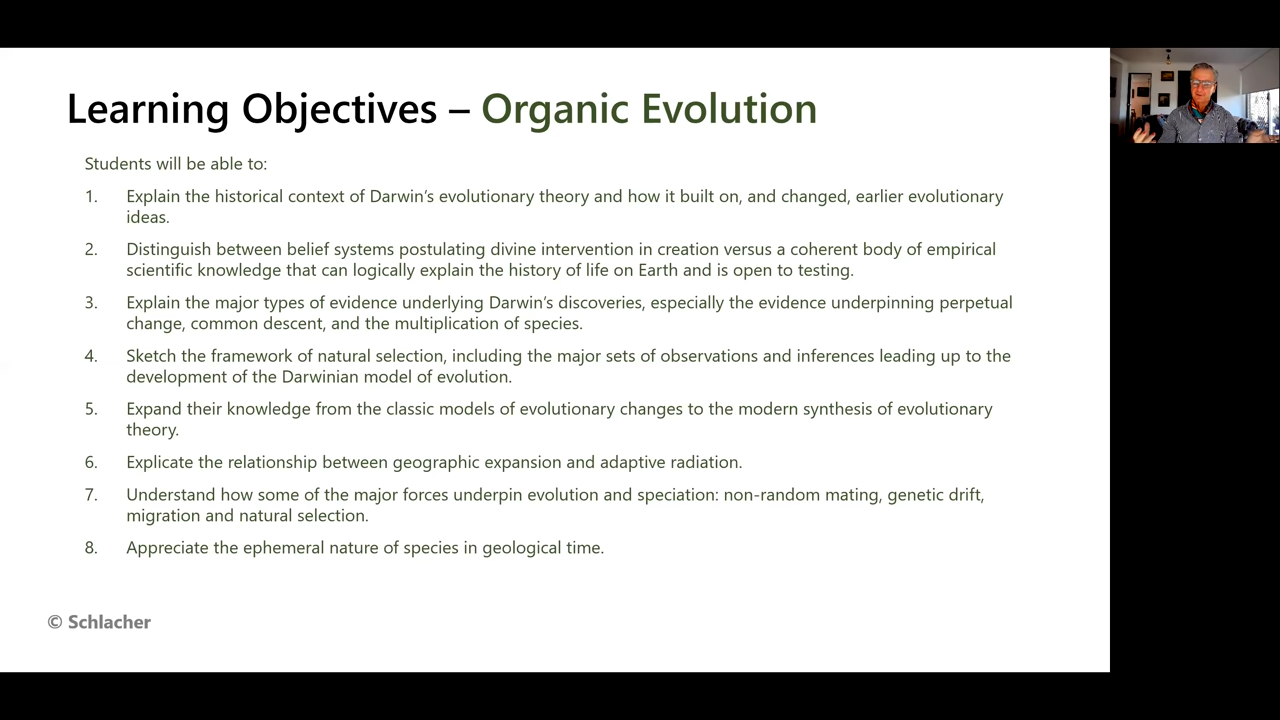 Learning Objectives – Organic Evolution
Students will be able to:
1. Explain the historical context of Darwin's evolutionary theory and how it built on, and changed, earlier evolutionary
ideas.
2. Distinguish between belief systems postulating divine intervention in creation versus a coherent body of empirical
scientific knowledge that can logically explain the history of life on Earth and is open to testing.
3. Explain the major types of evidence underlying Darwin's discoveries, especially the evidence underpinning perpetual
change, common descent, and the multiplication of species.
4. Sketch the framework of natural selection, including the major sets of observations and inferences leading up to the
development of the Darwinian model of evolution.
5. Expand their knowledge from the classic models of evolutionary changes to the modern synthesis of evolutionary
theory.
6. Explicate the relationship between geographic expansion and adaptive radiation.
7. Understand how some of the major forces underpin evolution and speciation: non-random mating, genetic drift,
migration and natural selection.
8. Appreciate the ephemeral nature of species in geological time.
© Schlacher